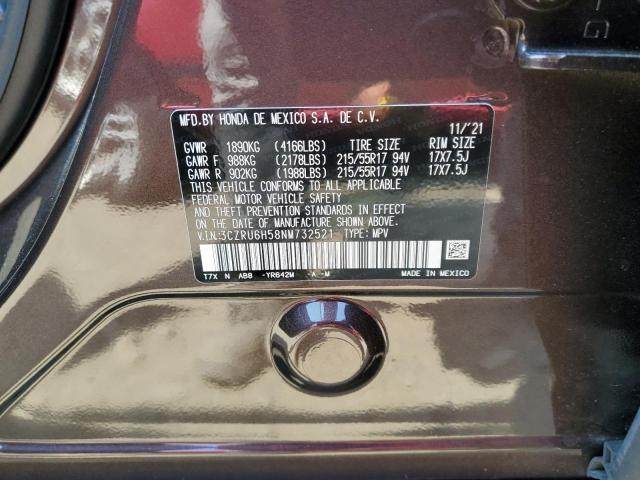 MFD.BY HONDA DE MEXICO S.A. DE C.V.
11/'21
GVWR 1890KG (4166LBS) TIRE SIZE RIM SIZE
GAWR F 988KG (2178LBS) 215/55R17 94V 17X7.5J
GAWR R 902KG (1988LBS) 215/55R17 94V 17X7.5J
THIS VEHICLE CONFORMS TO ALL APPLICABLE
FEDERAL MOTOR VEHICLE SAFETY
AND THEFT PREVENTION STANDARDS IN EFFECT
ON THE DATE OF MANUFACTURE SHOWN ABOVE.
V.I.N.:3CZRU6H58NM732521 TYPE: MPV
T7X N AB8 -YR642M -A -M MADE IN MEXICO